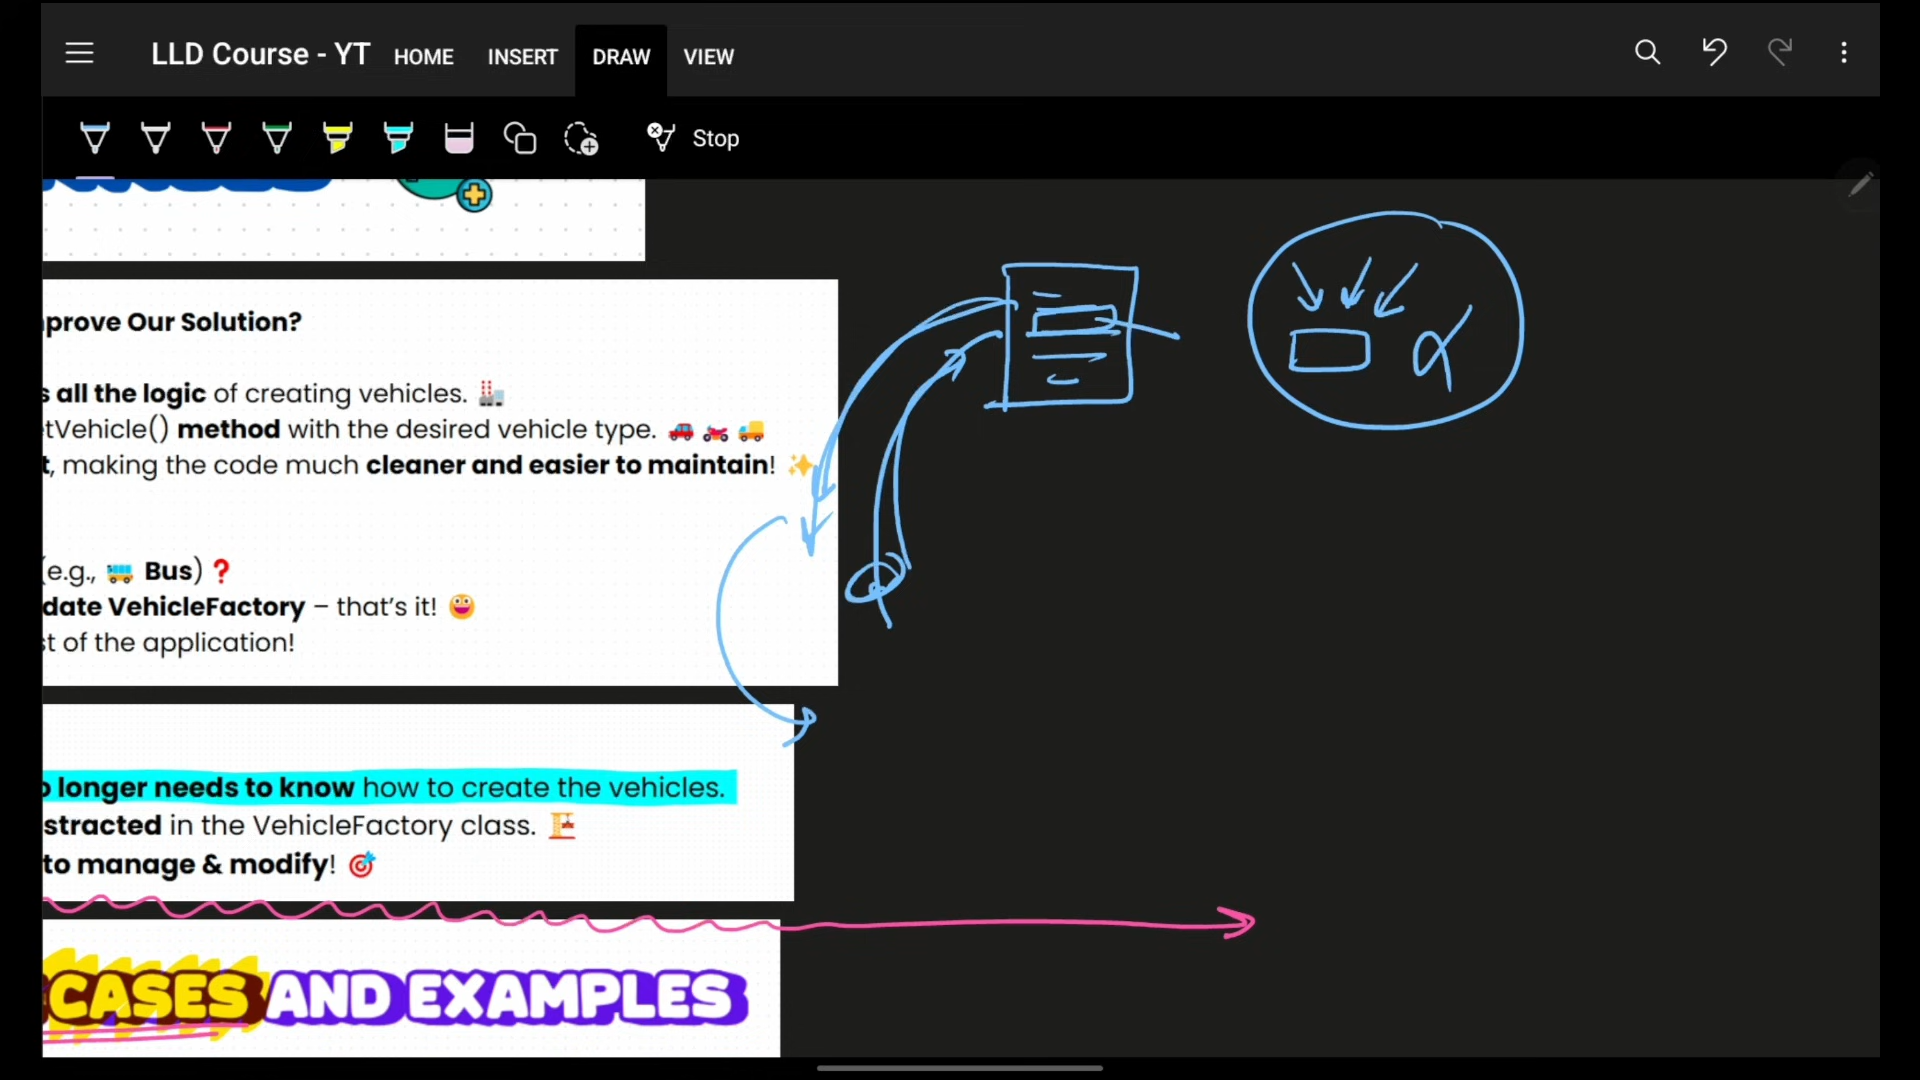 LLD Course - YT HOME INSERT DRAW VIEW
Stop
prove Our Solution?
s all the logic of creating vehicles.
tVehicle() method with the desired vehicle type.
t, making the code much cleaner and easier to maintain!
(e.g., Bus) ❓
date VehicleFactory – that's it!
st of the application!
longer needs to know how to create the vehicles.
stracted in the VehicleFactory class.
to manage & modify!
CASES AND EXAMPLES